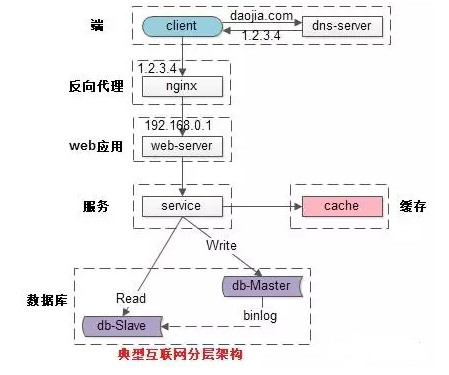 daojia.com
端
client
dns-server
1.2.3.4
1.2.3.4
反向代理
nginx
192.168.0.1
web应用
web-server
服务
service
cache
缓存
Write
数据库
db-Master
Read
binlog
db-Slave
典型互联网分层架构